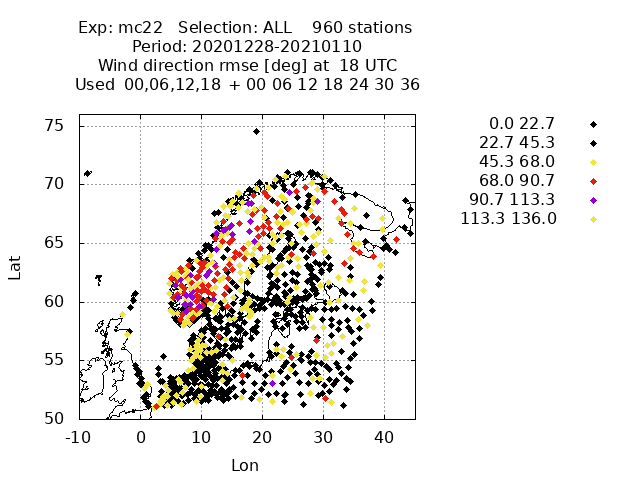 Exp: mc22 Selection: ALL 960 stations
Period: 20201228-20210110
Wind direction rmse [deg] at 18 UTC
Used 00,06,12,18 + 00 06 12 18 24 30 36
75
70
65
60
55
50
Lat
-10 0 10 20 30 40
Lon
0.0 22.7
22.7 45.3
45.3 68.0
68.0 90.7
90.7 113.3
113.3 136.0